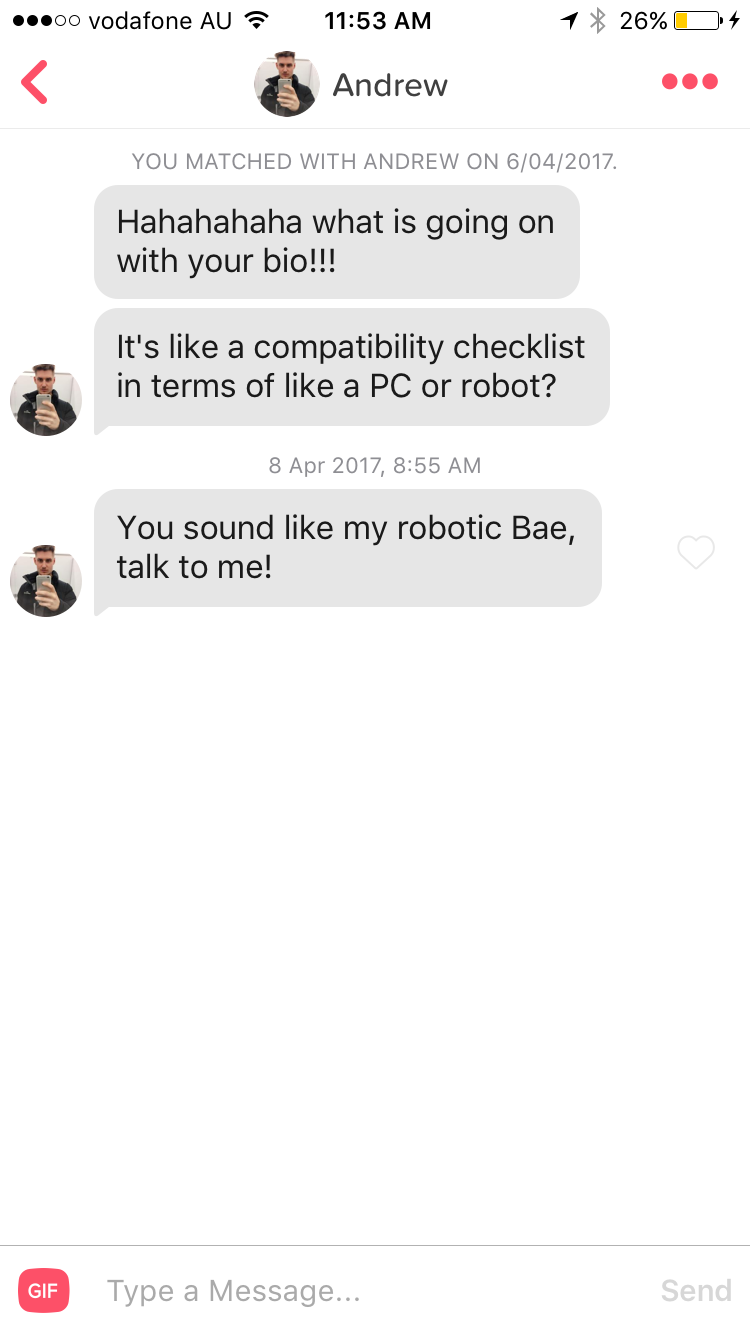 vodafone AU 11:53 AM 26%
Andrew
YOU MATCHED WITH ANDREW ON 6/04/2017.
Hahahahaha what is going on
with your bio!!!
It's like a compatibility checklist
in terms of like a PC or robot?
8 Apr 2017, 8:55 AM
You sound like my robotic Bae,
talk to me!
GIF Type a Message... Send